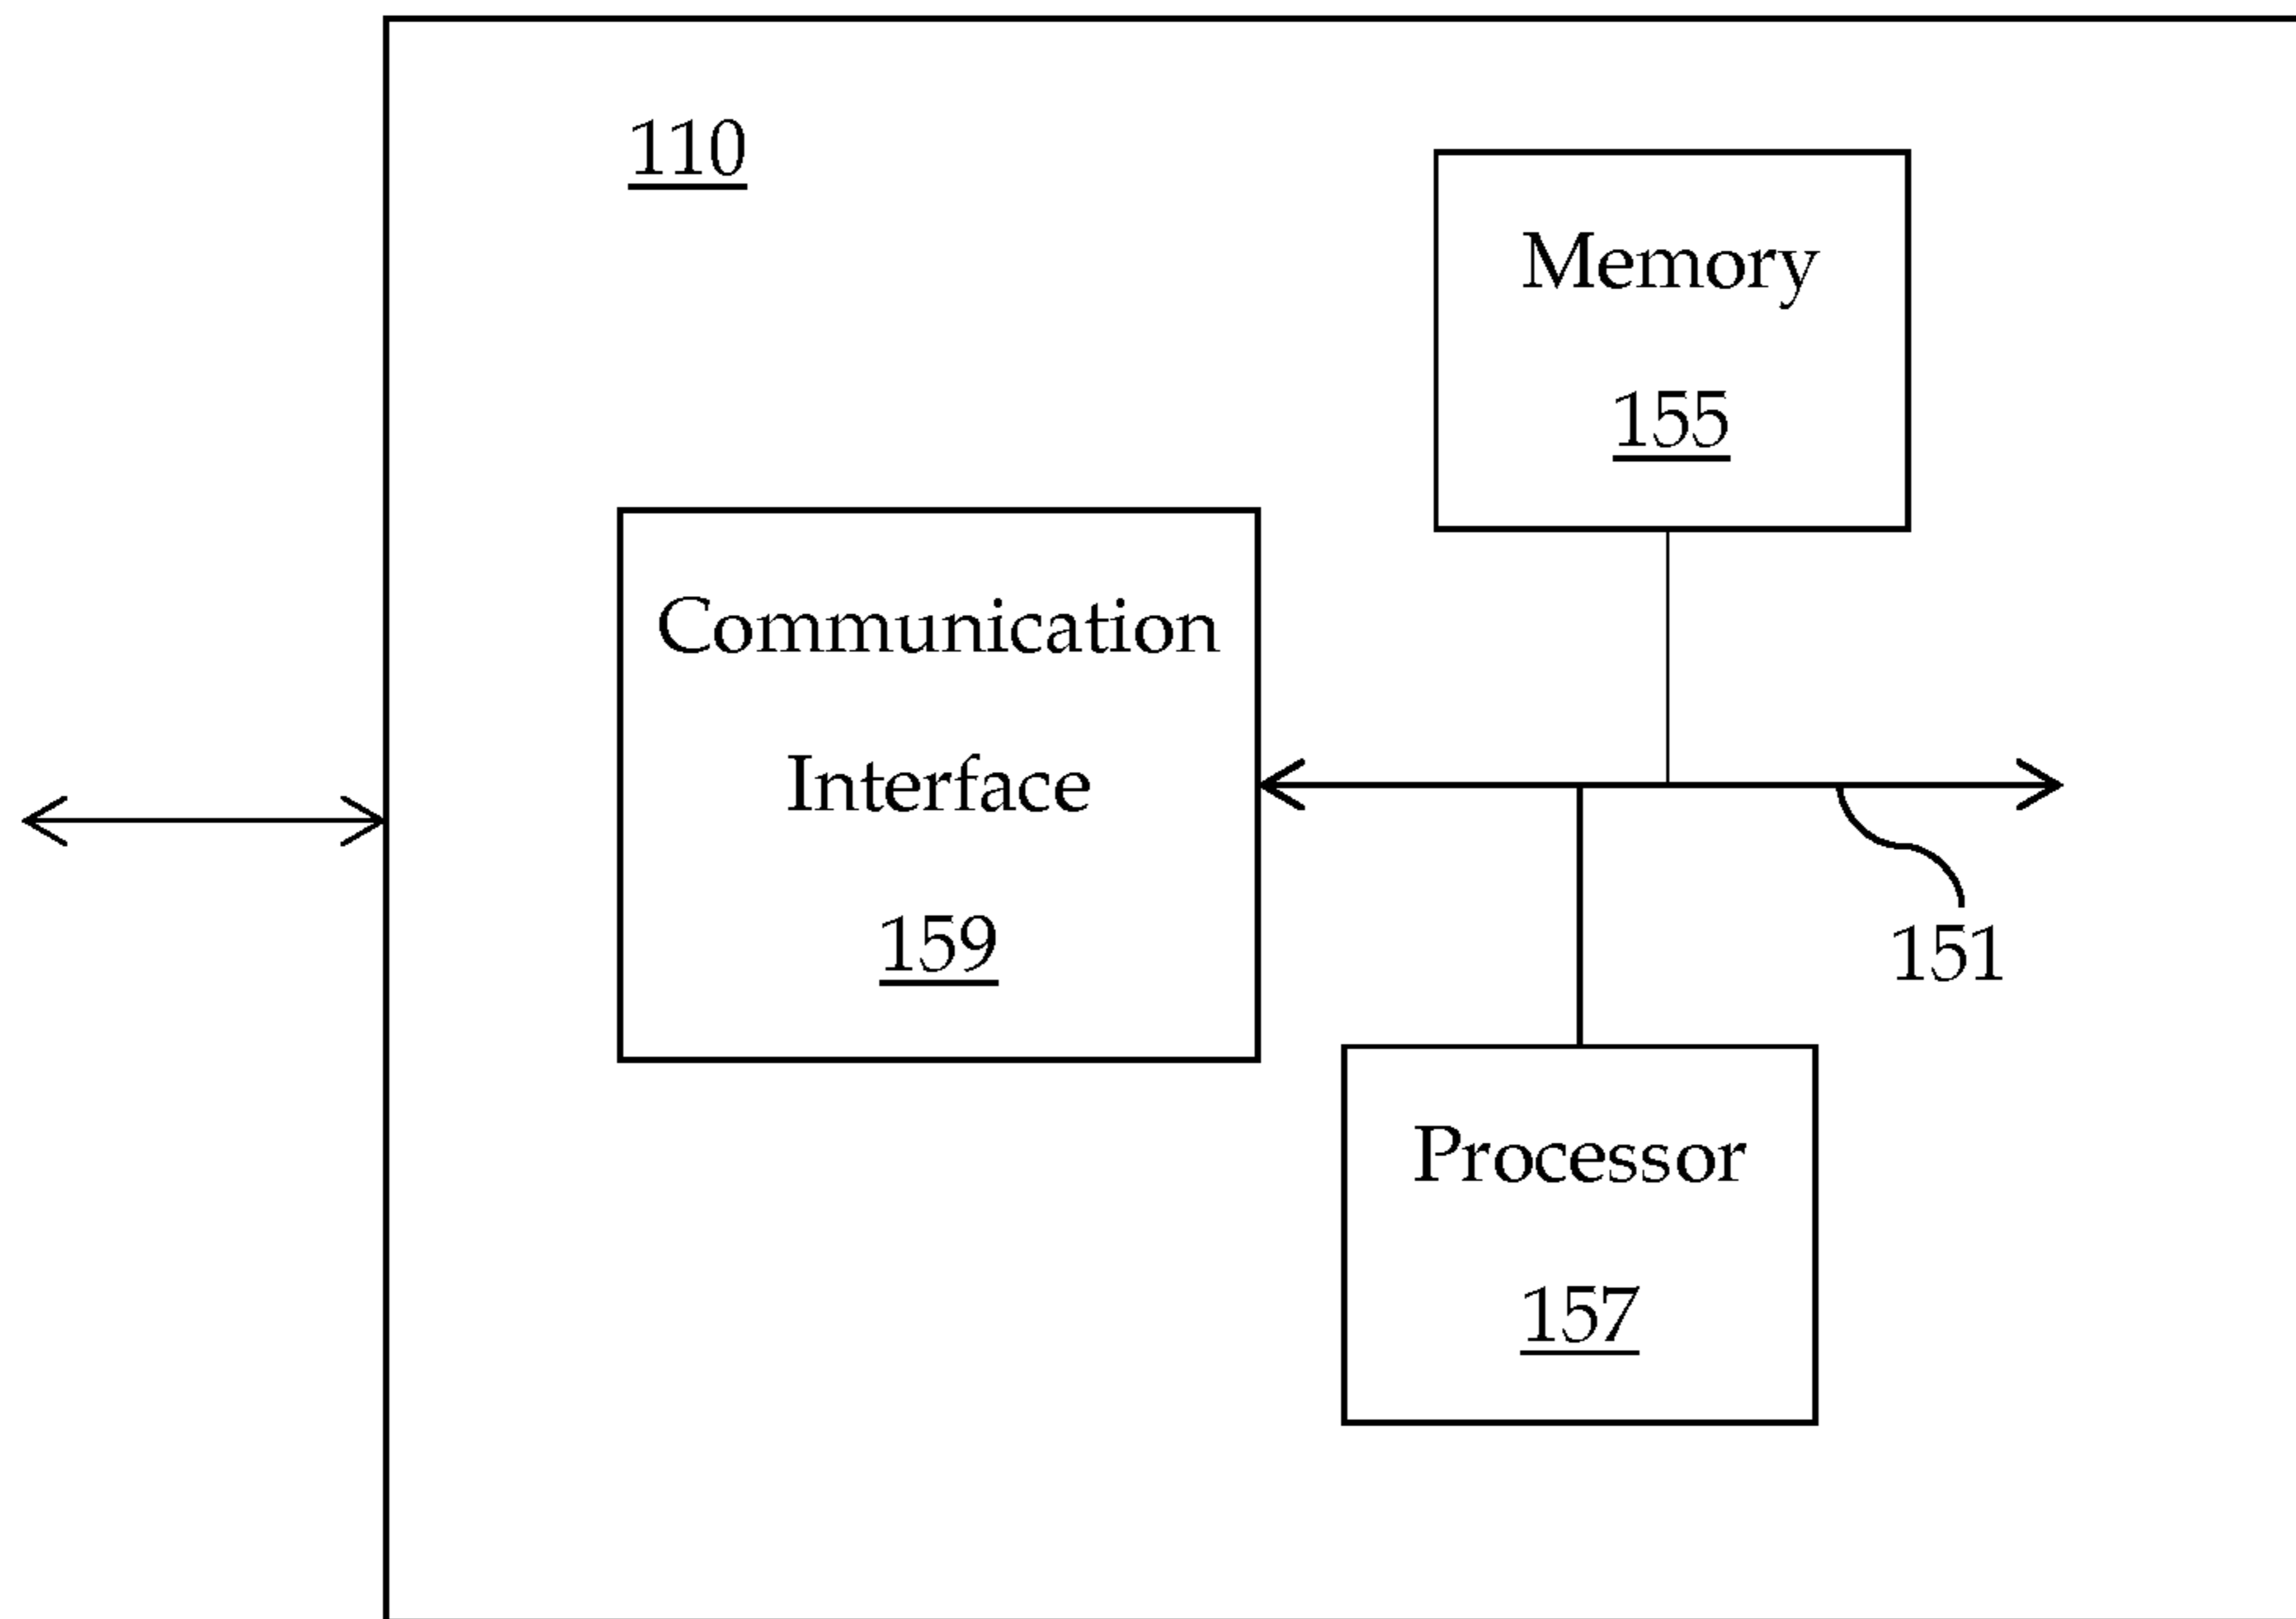 110
Memory
155
Communication
Interface
159
151
Processor
157